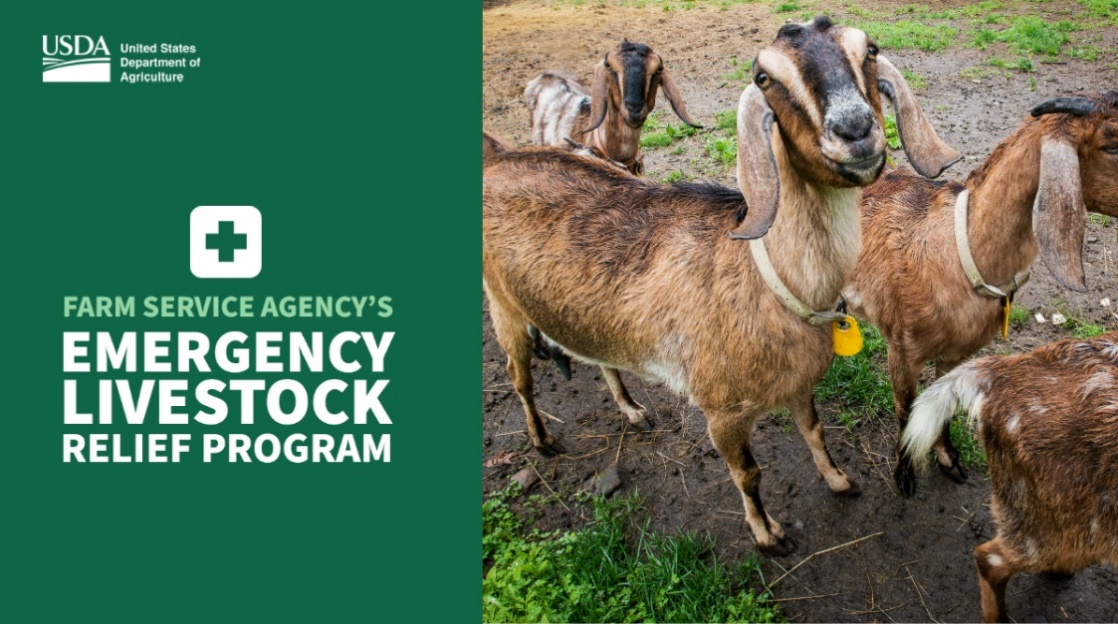 USDA
United States
Department of
Agriculture
FARM SERVICE AGENCY'S
EMERGENCY
LIVESTOCK
RELIEF PROGRAM